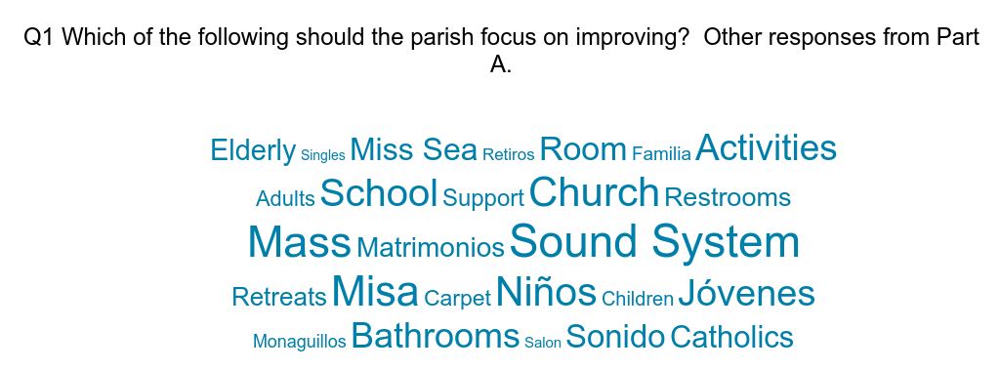 Q1 Which of the following should the parish focus on improving?  Other responses from Part
A.
Elderly Singles Miss Sea Retiros Room Familia Activities
Adults School Support Church Restrooms
Mass Matrimonios Sound System
Retreats Misa Carpet Niños Children Jóvenes
Monaguillos Bathrooms Salon Sonido Catholics